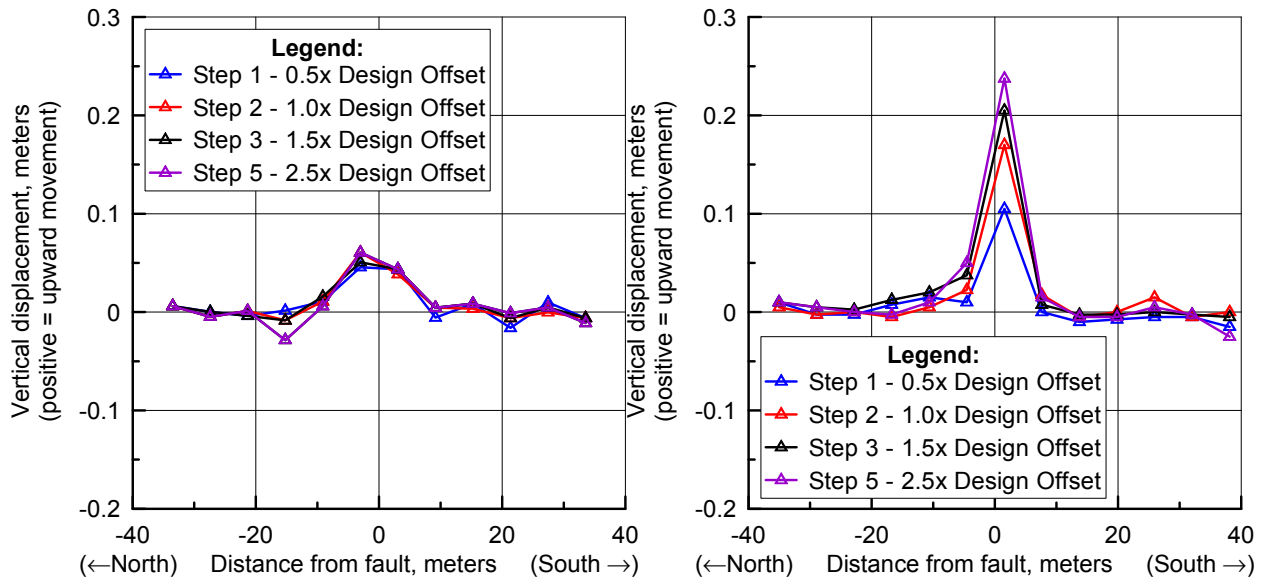 0.3
0.2
0.1
0
-0.1
-0.2
Vertical displacement, meters
(positive = upward movement)
Legend:
Step 1 - 0.5x Design Offset
Step 2 - 1.0x Design Offset
Step 3 - 1.5x Design Offset
Step 5 - 2.5x Design Offset
-40 -20 0 20 40
(←North) Distance from fault, meters (South →)
0.3
0.2
0.1
0
-0.1
-0.2
Vertical displacement, meters
(positive = upward movement)
Legend:
Step 1 - 0.5x Design Offset
Step 2 - 1.0x Design Offset
Step 3 - 1.5x Design Offset
Step 5 - 2.5x Design Offset
-40 -20 0 20 40
(←North) Distance from fault, meters (South →)